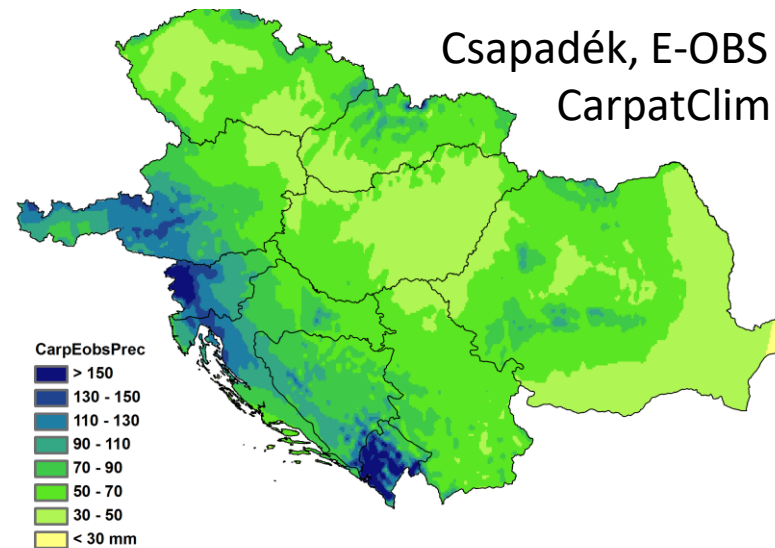 Csapadék, E-OBS
CarpatClim
CarpEobsPrec
> 150
130 - 150
110 - 130
90 - 110
70 - 90
50 - 70
30 - 50
< 30 mm